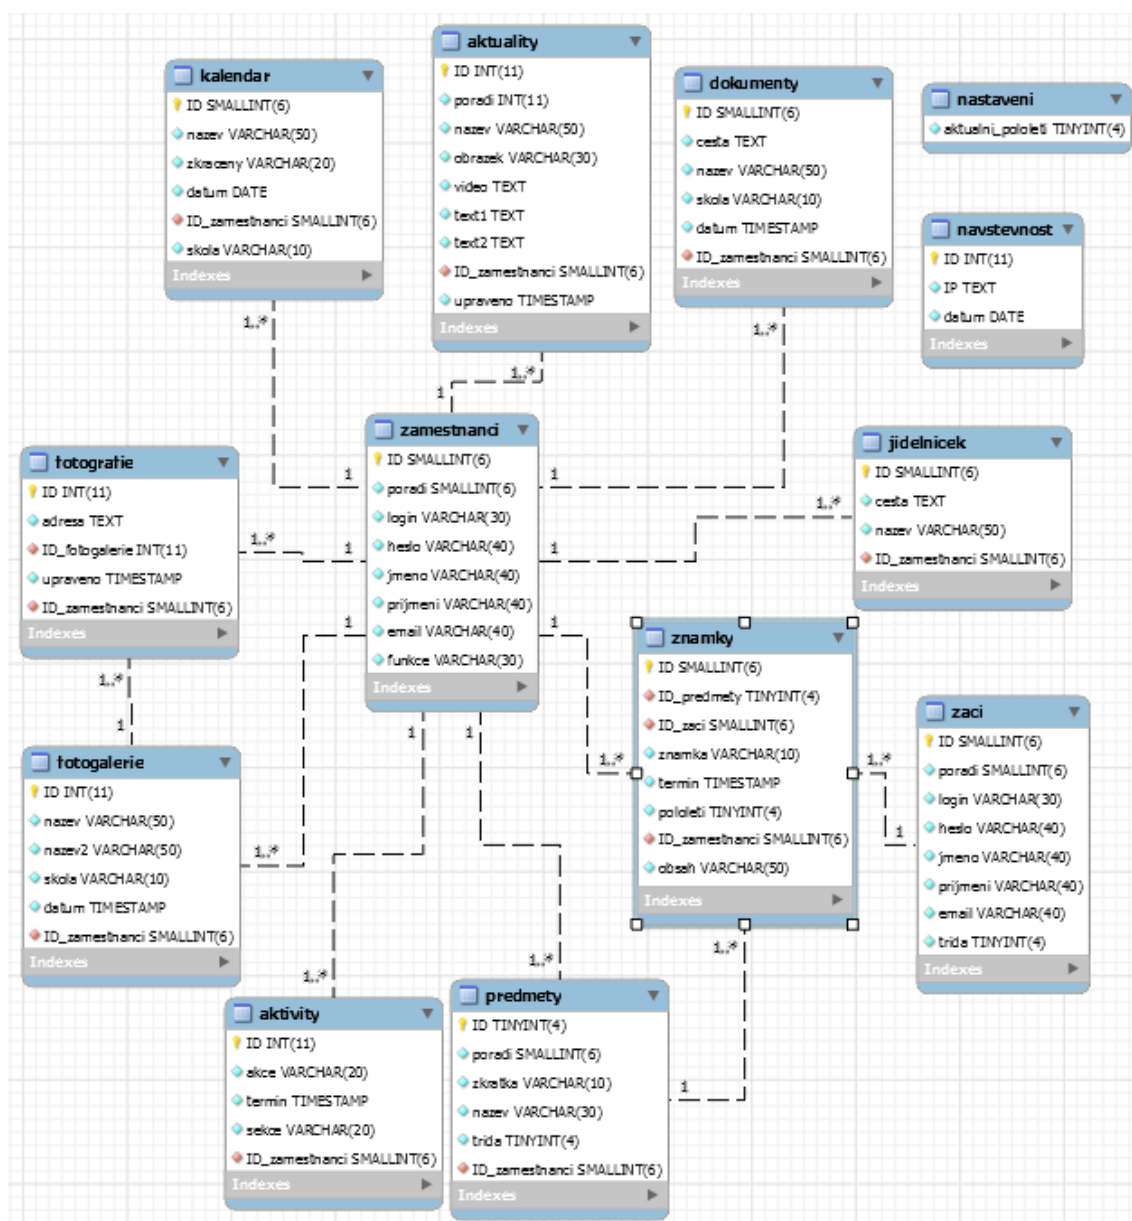 kalendar
ID SMALLINT(6)
nazev VARCHAR(50)
zkraceny VARCHAR(20)
datum DATE
ID_zamestnanci SMALLINT(6)
skola VARCHAR(10)
Indexes
aktuality
ID INT(11)
poradi INT(11)
nazev VARCHAR(50)
obrazek VARCHAR(30)
video TEXT
text1 TEXT
text2 TEXT
ID_zamestnanci SMALLINT(6)
upraveno TIMESTAMP
Indexes
dokumenty
ID SMALLINT(6)
cesta TEXT
nazev VARCHAR(50)
skola VARCHAR(10)
datum TIMESTAMP
ID_zamestnanci SMALLINT(6)
Indexes
nastaveni
aktualni_pololeti TINYINT(4)
navstevnost
ID INT(11)
IP TEXT
datum DATE
Indexes
1..*
1..*
1..*
1
zamestnanci
ID SMALLINT(6)
poradi SMALLINT(6)
login VARCHAR(30)
heslo VARCHAR(40)
jmeno VARCHAR(40)
prijmeni VARCHAR(40)
email VARCHAR(40)
funkce VARCHAR(30)
Indexes
1
1
1
1
1
1
1
1
fotografie
ID INT(11)
adresa TEXT
ID_fotogalerie INT(11)
upraveno TIMESTAMP
ID_zamestnanci SMALLINT(6)
Indexes
1..*
1..*
1
jidelnicek
ID SMALLINT(6)
cesta TEXT
nazev VARCHAR(50)
ID_zamestnanci SMALLINT(6)
Indexes
1..*
fotogalerie
ID INT(11)
nazev VARCHAR(50)
nazev2 VARCHAR(50)
skola VARCHAR(10)
datum TIMESTAMP
ID_zamestnanci SMALLINT(6)
Indexes
1..*
znamky
ID SMALLINT(6)
ID_predmety TINYINT(4)
ID_zaci SMALLINT(6)
znamka VARCHAR(10)
termin TIMESTAMP
pololeti TINYINT(4)
ID_zamestnanci SMALLINT(6)
obsah VARCHAR(50)
Indexes
1..*
1..*
1
1..*
zaci
ID SMALLINT(6)
poradi SMALLINT(6)
login VARCHAR(30)
heslo VARCHAR(40)
jmeno VARCHAR(40)
prijmeni VARCHAR(40)
email VARCHAR(40)
trida TINYINT(4)
Indexes
1..*
aktivity
ID INT(11)
akce VARCHAR(20)
termin TIMESTAMP
sekce VARCHAR(20)
ID_zamestnanci SMALLINT(6)
Indexes
1..*
predmety
ID TINYINT(4)
poradi SMALLINT(6)
zkratka VARCHAR(10)
nazev VARCHAR(30)
trida TINYINT(4)
ID_zamestnanci SMALLINT(6)
Indexes
1